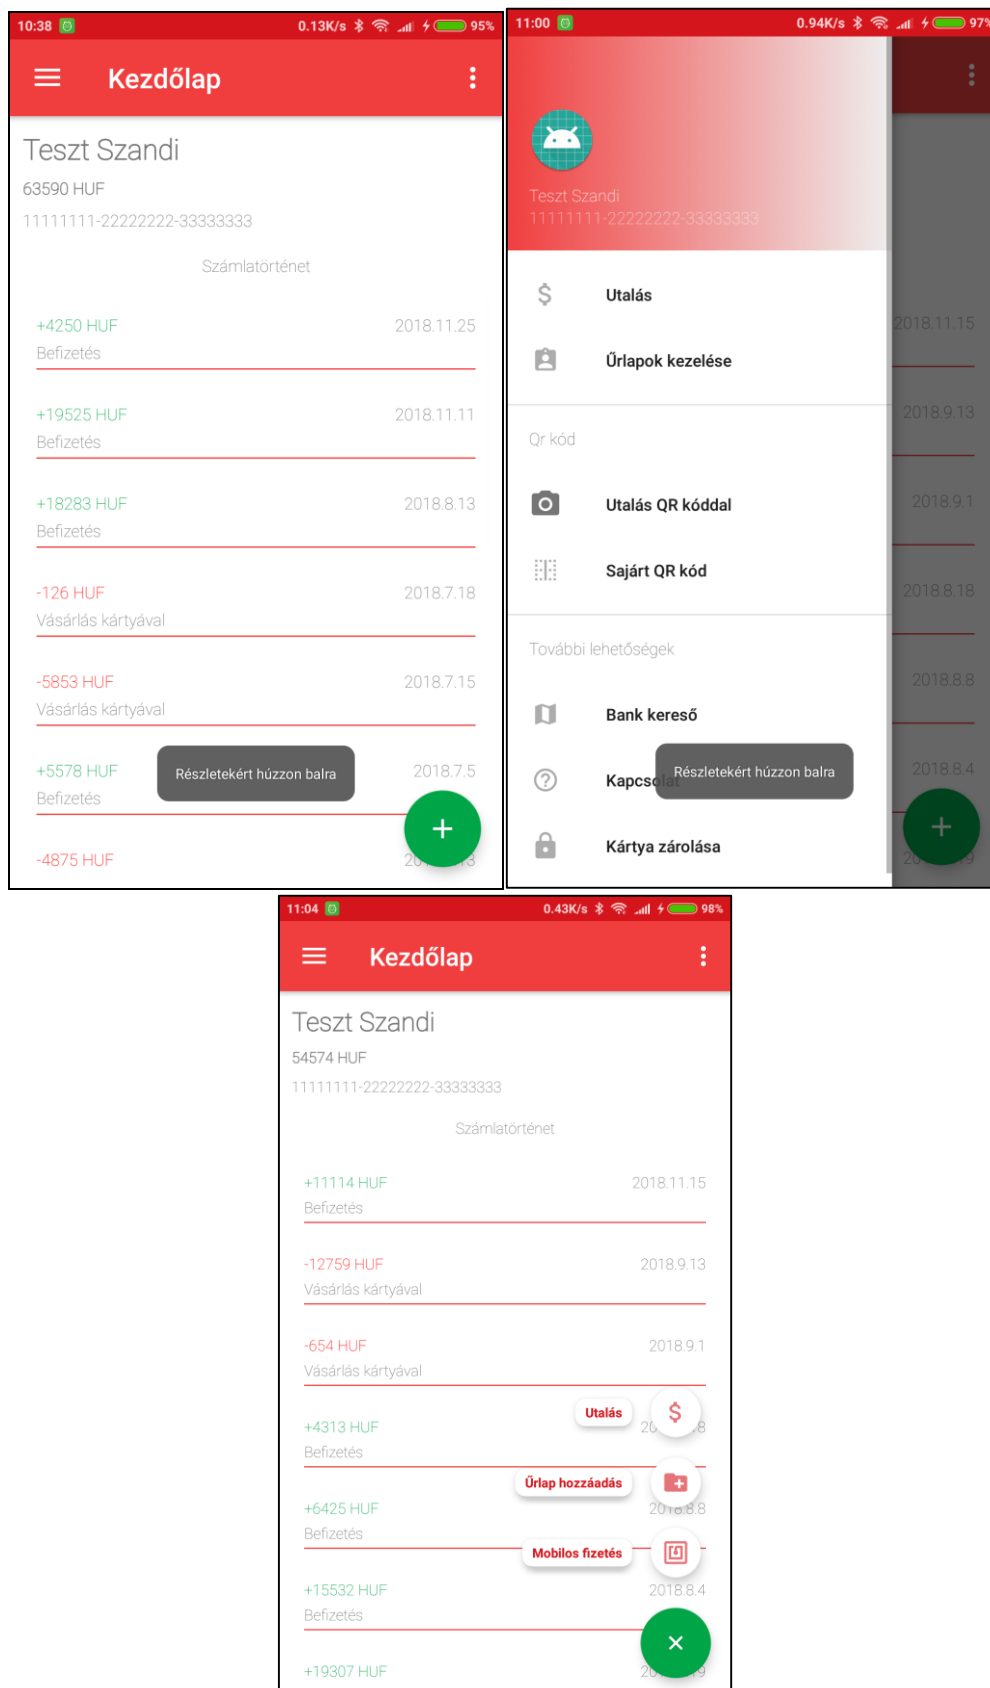 10:38 0.13K/s 95%
Kezdőlap
Teszt Szandi
63590 HUF
11111111-22222222-33333333
Számlatörténet
+4250 HUF 2018.11.25
Befizetés
+19525 HUF 2018.11.11
Befizetés
+18283 HUF 2018.8.13
Befizetés
-126 HUF 2018.7.18
Vásárlás kártyával
-5853 HUF 2018.7.15
Vásárlás kártyával
+5578 HUF 2018.7.5
Befizetés
Részletekért húzzon balra
-4875 HUF
11:00 0.94K/s 97%
Teszt Szandi
11111111-22222222-33333333
Utalás
Űrlapok kezelése
Qr kód
Utalás QR kóddal
Sajárt QR kód
További lehetőségek
Bank kereső
Kapcsolat
Kártya zárolása
Részletekért húzzon balra
2018.11.15
2018.9.13
2018.9.1
2018.8.18
2018.8.8
2018.8.4
11:04 0.43K/s 98%
Kezdőlap
Teszt Szandi
54574 HUF
11111111-22222222-33333333
Számlatörténet
+11114 HUF 2018.11.15
Befizetés
-12759 HUF 2018.9.13
Vásárlás kártyával
-654 HUF 2018.9.1
Vásárlás kártyával
Utalás
+4313 HUF
Befizetés
Űrlap hozzáadás
+6425 HUF 2018.8.8
Befizetés
Mobilos fizetés
+15532 HUF 2018.8.4
Befizetés
+19307 HUF